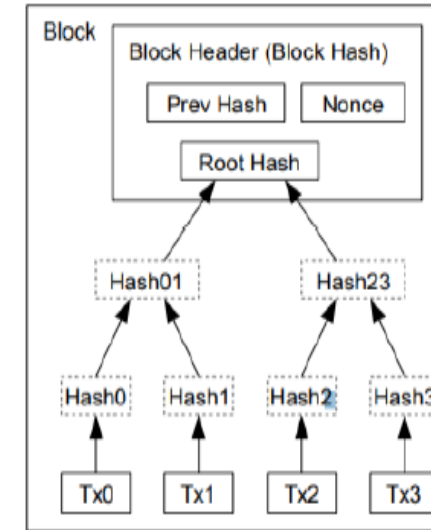 Block
Block Header (Block Hash)
Prev Hash Nonce
Root Hash
Hash01 Hash23
Hash0 Hash1 Hash2 Hash3
Tx0 Tx1 Tx2 Tx3